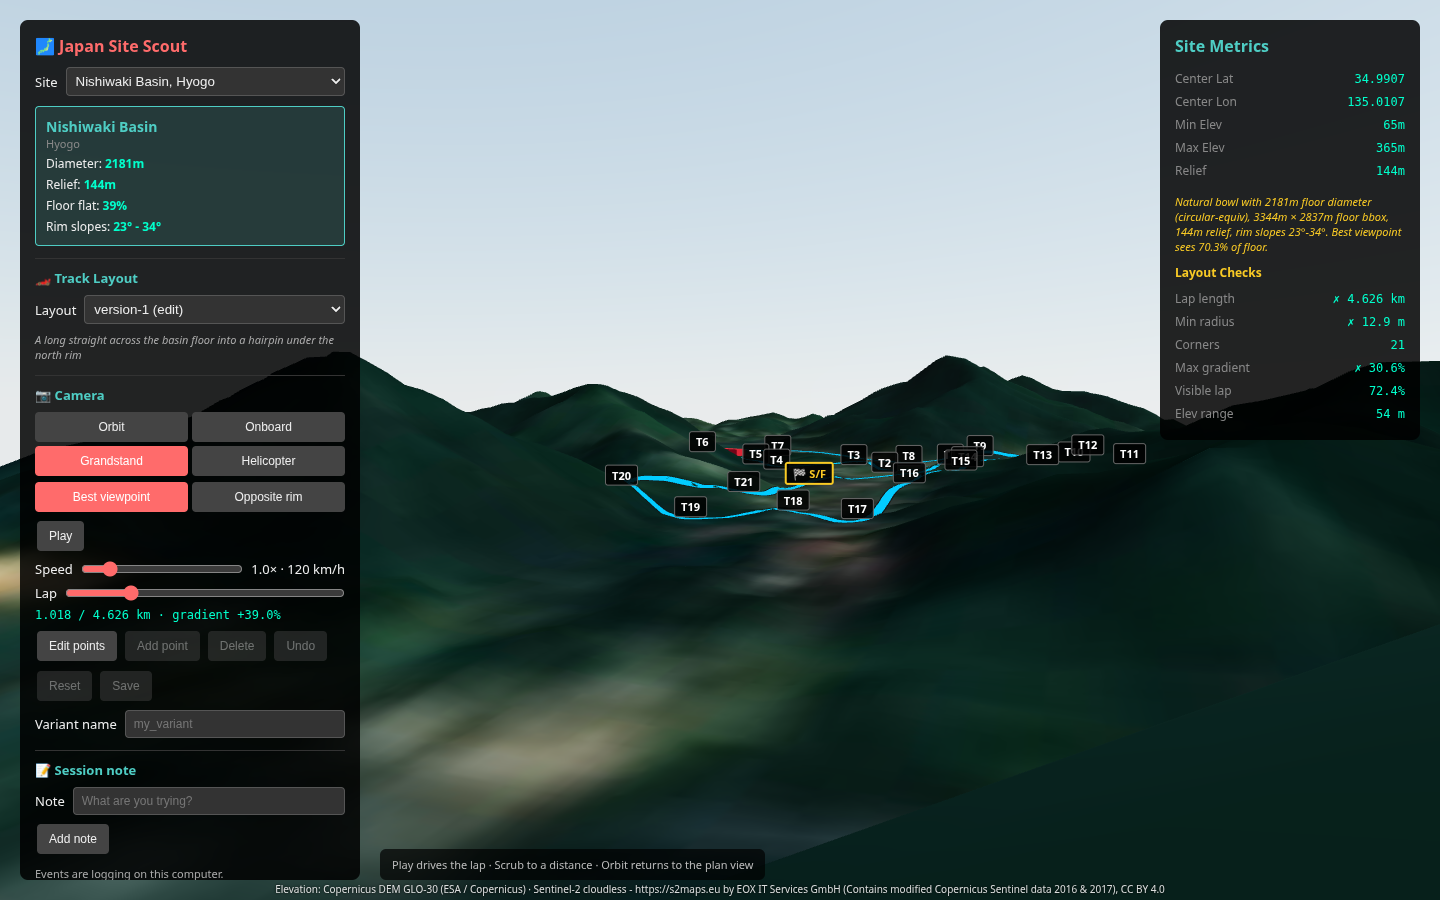 🗾 Japan Site Scout
Site
Nishiwaki Basin, Hyogo
Nishiwaki Basin
Hyogo
Diameter: 2181m
Relief: 144m
Floor flat: 39%
Rim slopes: 23° - 34°
🏎️ Track Layout
Layout
version-1 (edit)
A long straight across the basin floor into a hairpin under the
north rim
📷 Camera
Orbit
Onboard
Grandstand
Helicopter
Best viewpoint
Opposite rim
Play
Speed
1.0× · 120 km/h
Lap
1.018 / 4.626 km · gradient +39.0%
Edit points
Add point
Delete
Undo
Reset
Save
Variant name
my_variant
📝 Session note
Note
What are you trying?
Add note
Events are logging on this computer.
T6
T7
T5
T4
T3
T2
T8
T9
T15
T16
T13
T12
T11
T20
T21
🏁 S/F
T19
T18
T17
Site Metrics
Center Lat 34.9907
Center Lon 135.0107
Min Elev 65m
Max Elev 365m
Relief 144m
Natural bowl with 2181m floor diameter
(circular-equiv), 3344m × 2837m floor bbox,
144m relief, rim slopes 23°-34°. Best viewpoint
sees 70.3% of floor.
Layout Checks
Lap length ✗ 4.626 km
Min radius ✗ 12.9 m
Corners 21
Max gradient ✗ 30.6%
Visible lap 72.4%
Elev range 54 m
Play drives the lap · Scrub to a distance · Orbit returns to the plan view
Elevation: Copernicus DEM GLO-30 (ESA / Copernicus) · Sentinel-2 cloudless - https://s2maps.eu by EOX IT Services GmbH (Contains modified Copernicus Sentinel data 2016 & 2017), CC BY 4.0